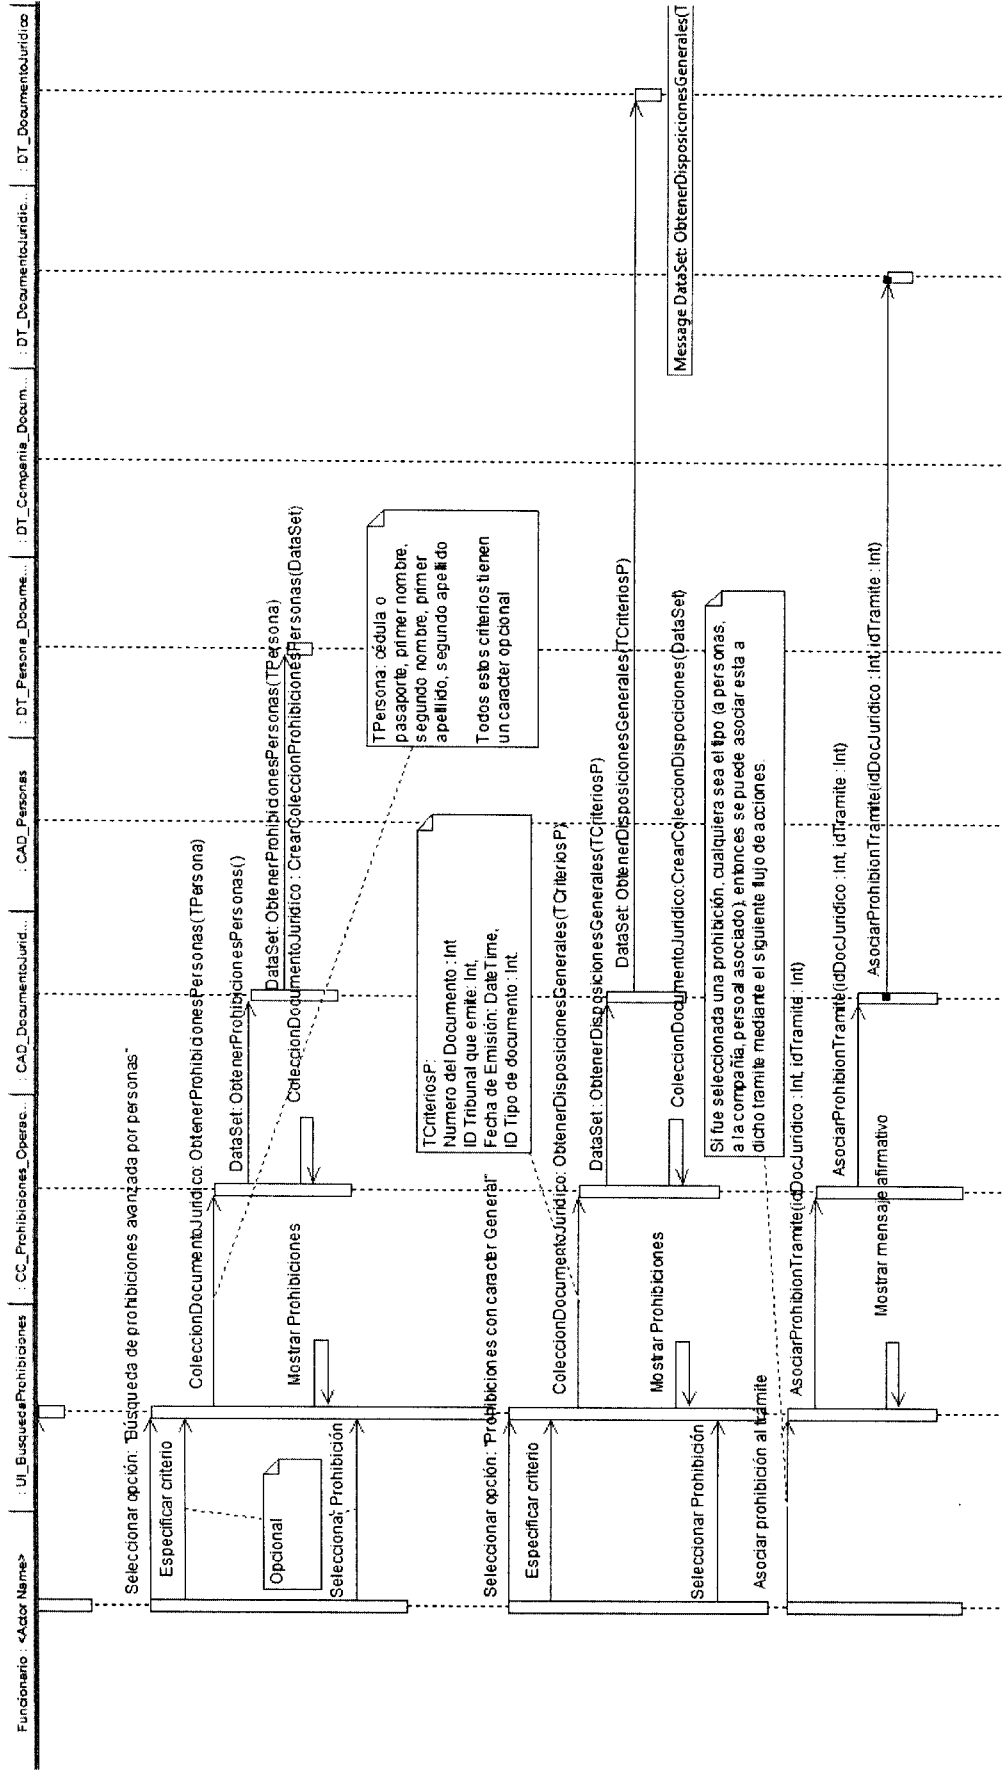 Funcionario : <Actor Name>
: UI_BusquedaProhibiciones
: CC_Prohibiciones_Operac...
: CAD_DocumentoJurid...
: CAD_Personas
: DT_Persona_Docume...
: DT_Compania_Docum...
: DT_DocumentoJuridic...
: DT_DocumentoJuridico
Seleccionar opción: "Búsqueda de prohibiciones avanzada por personas"
Especificar criterio
ColeccionDocumentoJuridico: ObtenerProhibicionesPersonas(TPersona)
DataSet: ObtenerProhibicionesPersonas()
DataSet: ObtenerProhibicionesPersonas(TPersona)
ColeccionDocumentoJuridico : CrearColeccionProhibicionesPersonas(DataSet)
Mostrar Prohibiciones
Opcional
Seleccionar Prohibición
TPersona: cédula o
pasaporte, primer nombre,
segundo nombre, primer
apellido, segundo apellido
Todos estos criterios tienen
un caracter opcional
TCriteriosP:
Numero del Documento : Int
ID Tribunal que emite: Int,
Fecha de Emisión: DateTime,
ID Tipo de documento : Int.
Seleccionar opción: "Prohibiciones con caracter General"
Especificar criterio
ColeccionDocumentoJuridico: ObtenerDisposicionesGenerales(TCriteriosP)
DataSet : ObtenerDisposicionesGenerales(TCriteriosP)
DataSet: ObtenerDisposicionesGenerales(TCriteriosP)
Message DataSet: ObtenerDisposicionesGenerales(T
ColeccionDocumentoJuridico:CrearColeccionDispociciones(DataSet)
Mostrar Prohibiciones
Seleccionar Prohibición
Si fue seleccionada una prohibición, cualquiera sea el tipo (a personas,
a la compañía, personal asociado), entonces se puede asociar esta a
dicho tramite mediante el siguiente flujo de acciones.
Asociar prohibición al trámite
AsociarProhibionTramite(idDocJuridico : Int, idTramite : Int)
AsociarProhibionTramite(idDocJuridico : Int, idTramite : Int)
AsociarProhibionTramite(idDocJuridico : Int, idTramite : Int)
Mostrar mensaje afirmativo